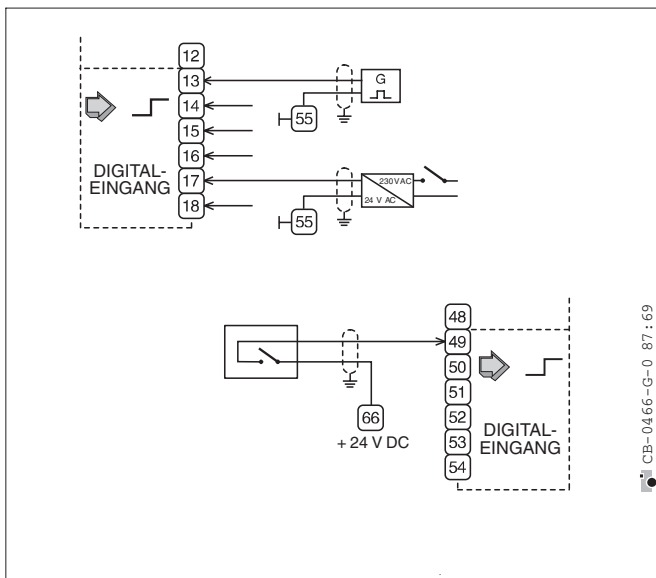 12
13
14
15
16
17
18
DIGITAL-
EINGANG
G
55
230VAC
24 V AC
55
48
49
50
51
52
53
54
DIGITAL-
EINGANG
66
+ 24 V DC
CB-0466-G-0 87:69